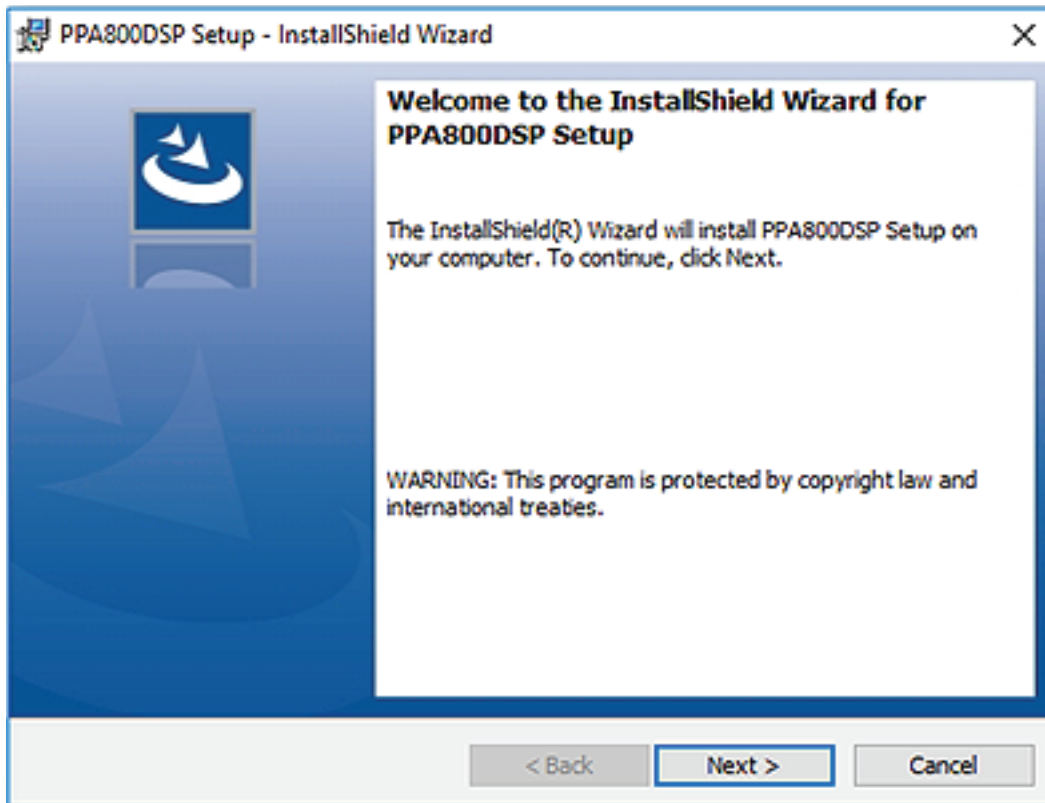 PPA800DSP Setup - InstallShield Wizard
Welcome to the InstallShield Wizard for
PPA800DSP Setup
The InstallShield(R) Wizard will install PPA800DSP Setup on
your computer. To continue, click Next.
WARNING: This program is protected by copyright law and
international treaties.
< Back
Next >
Cancel